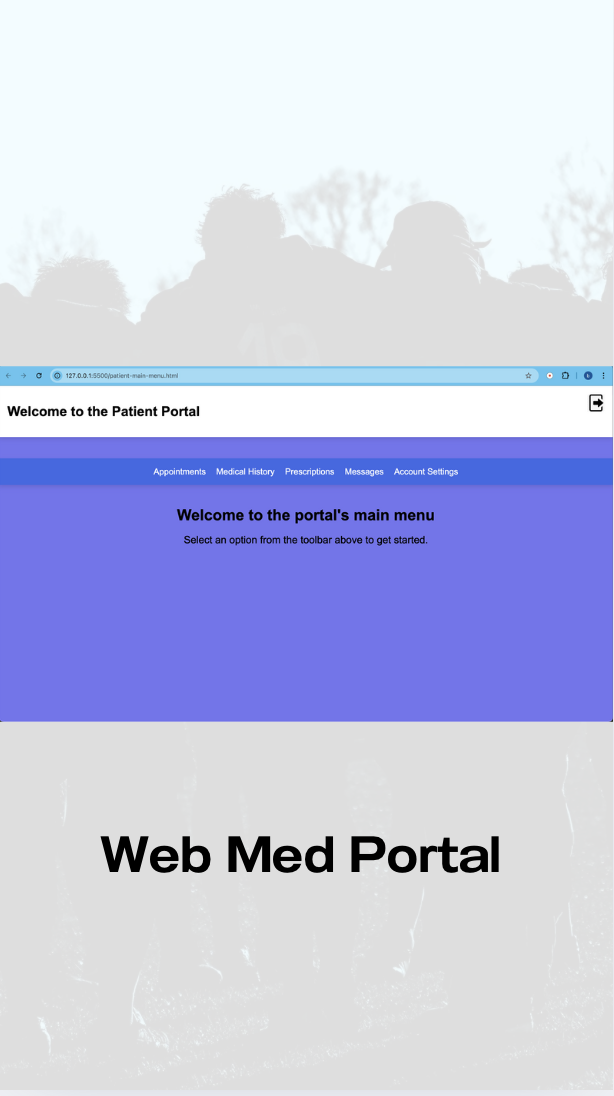 19
127.0.0.1:5500/patient-main-menu.html
Welcome to the Patient Portal
Appointments Medical History Prescriptions Messages Account Settings
Welcome to the portal's main menu
Select an option from the toolbar above to get started.
Web Med Portal